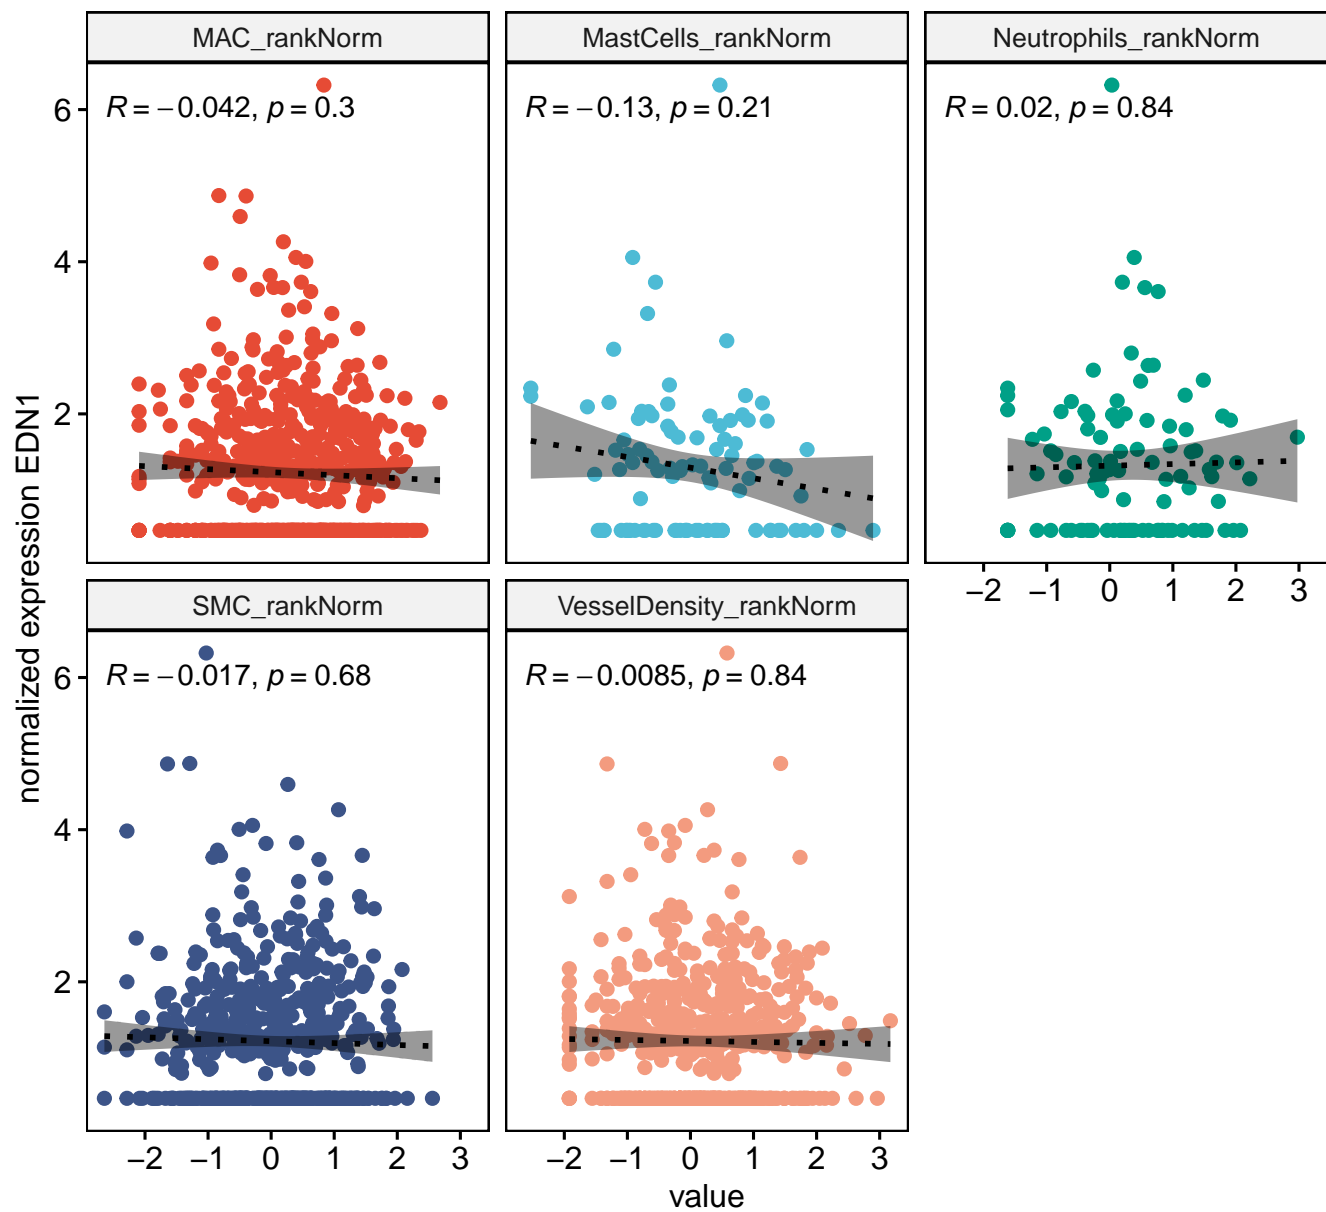 MAC_rankNorm
MastCells_rankNorm
Neutrophils_rankNorm
R = −0.042, p = 0.3
R = −0.13, p = 0.21
R = 0.02, p = 0.84
6
4
2
−2 −1 0 1 2 3
SMC_rankNorm
VesselDensity_rankNorm
R = −0.017, p = 0.68
R = −0.0085, p = 0.84
6
4
2
−2 −1 0 1 2 3
−2 −1 0 1 2 3
value
normalized expression EDN1